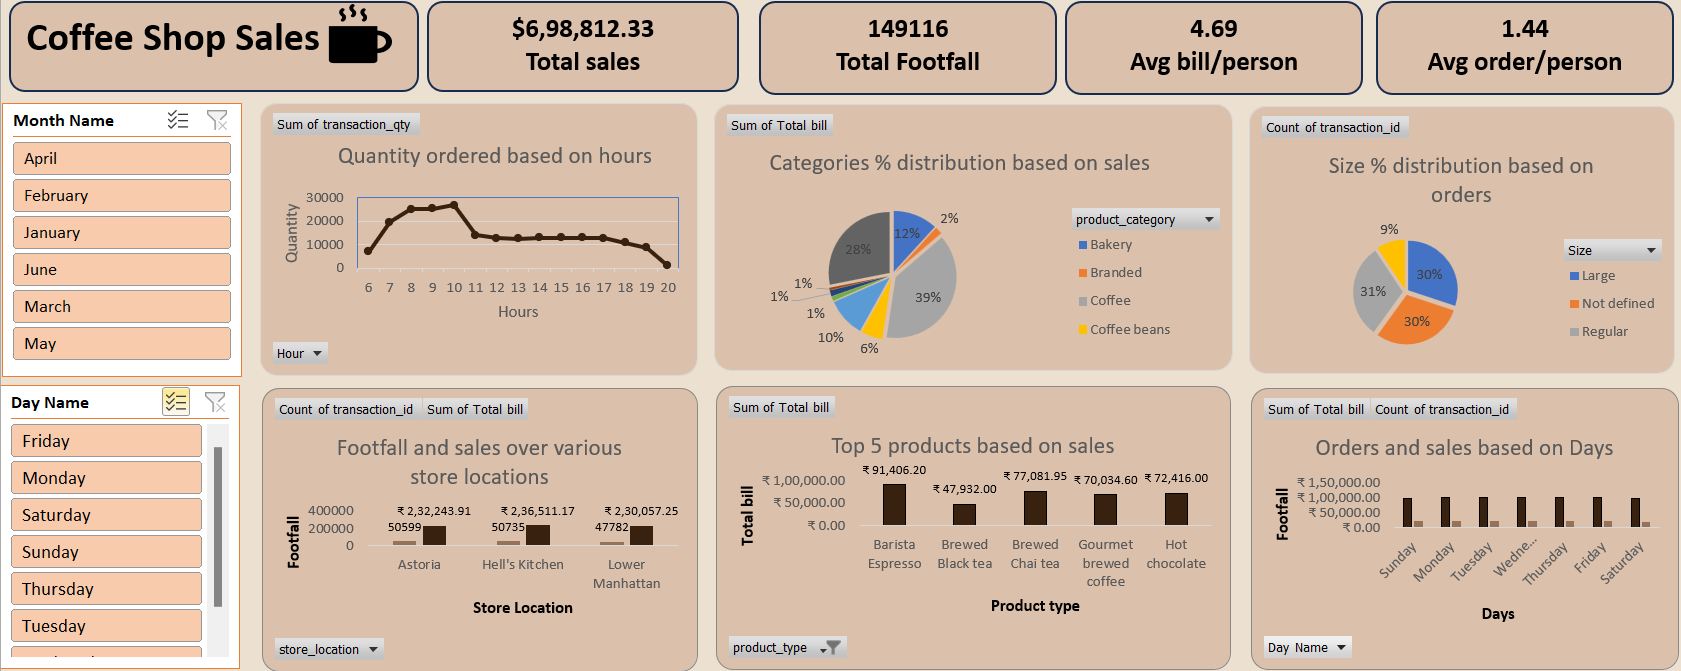 Coffee Shop Sales
$6,98,812.33
Total sales
149116
Total Footfall
4.69
Avg bill/person
1.44
Avg order/person
Month Name
April
February
January
June
March
May
Day Name
Friday
Monday
Saturday
Sunday
Thursday
Tuesday
Sum of transaction_qty
Quantity ordered based on hours
Quantity
30000
20000
10000
0
6 7 8 9 10 11 12 13 14 15 16 17 18 19 20
Hours
Hour
Sum of Total bill
Categories % distribution based on sales
12%
2%
39%
6%
10%
1%
1%
1%
28%
product_category
Bakery
Branded
Coffee
Coffee beans
Count of transaction_id
Size % distribution based on
orders
9%
30%
31%
30%
Size
Large
Not defined
Regular
Count of transaction_id Sum of Total bill
Footfall and sales over various
store locations
Footfall
400000
200000
0
50599 ₹ 2,32,243.91
50735 ₹ 2,36,511.17
47782 ₹ 2,30,057.25
Astoria
Hell's Kitchen
Lower
Manhattan
Store Location
store_location
Sum of Total bill
Top 5 products based on sales
Total bill
₹ 1,00,000.00
₹ 50,000.00
₹ 0.00
₹ 91,406.20
₹ 47,932.00
₹ 77,081.95
₹ 70,034.60
₹ 72,416.00
Barista
Espresso
Brewed
Black tea
Brewed
Chai tea
Gourmet
brewed
coffee
Hot
chocolate
Product type
product_type
Sum of Total bill Count of transaction_id
Orders and sales based on Days
Footfall
₹ 1,50,000.00
₹ 1,00,000.00
₹ 50,000.00
₹ 0.00
Sunday
Monday
Tuesday
Wedne...
Thursday
Friday
Saturday
Days
Day Name